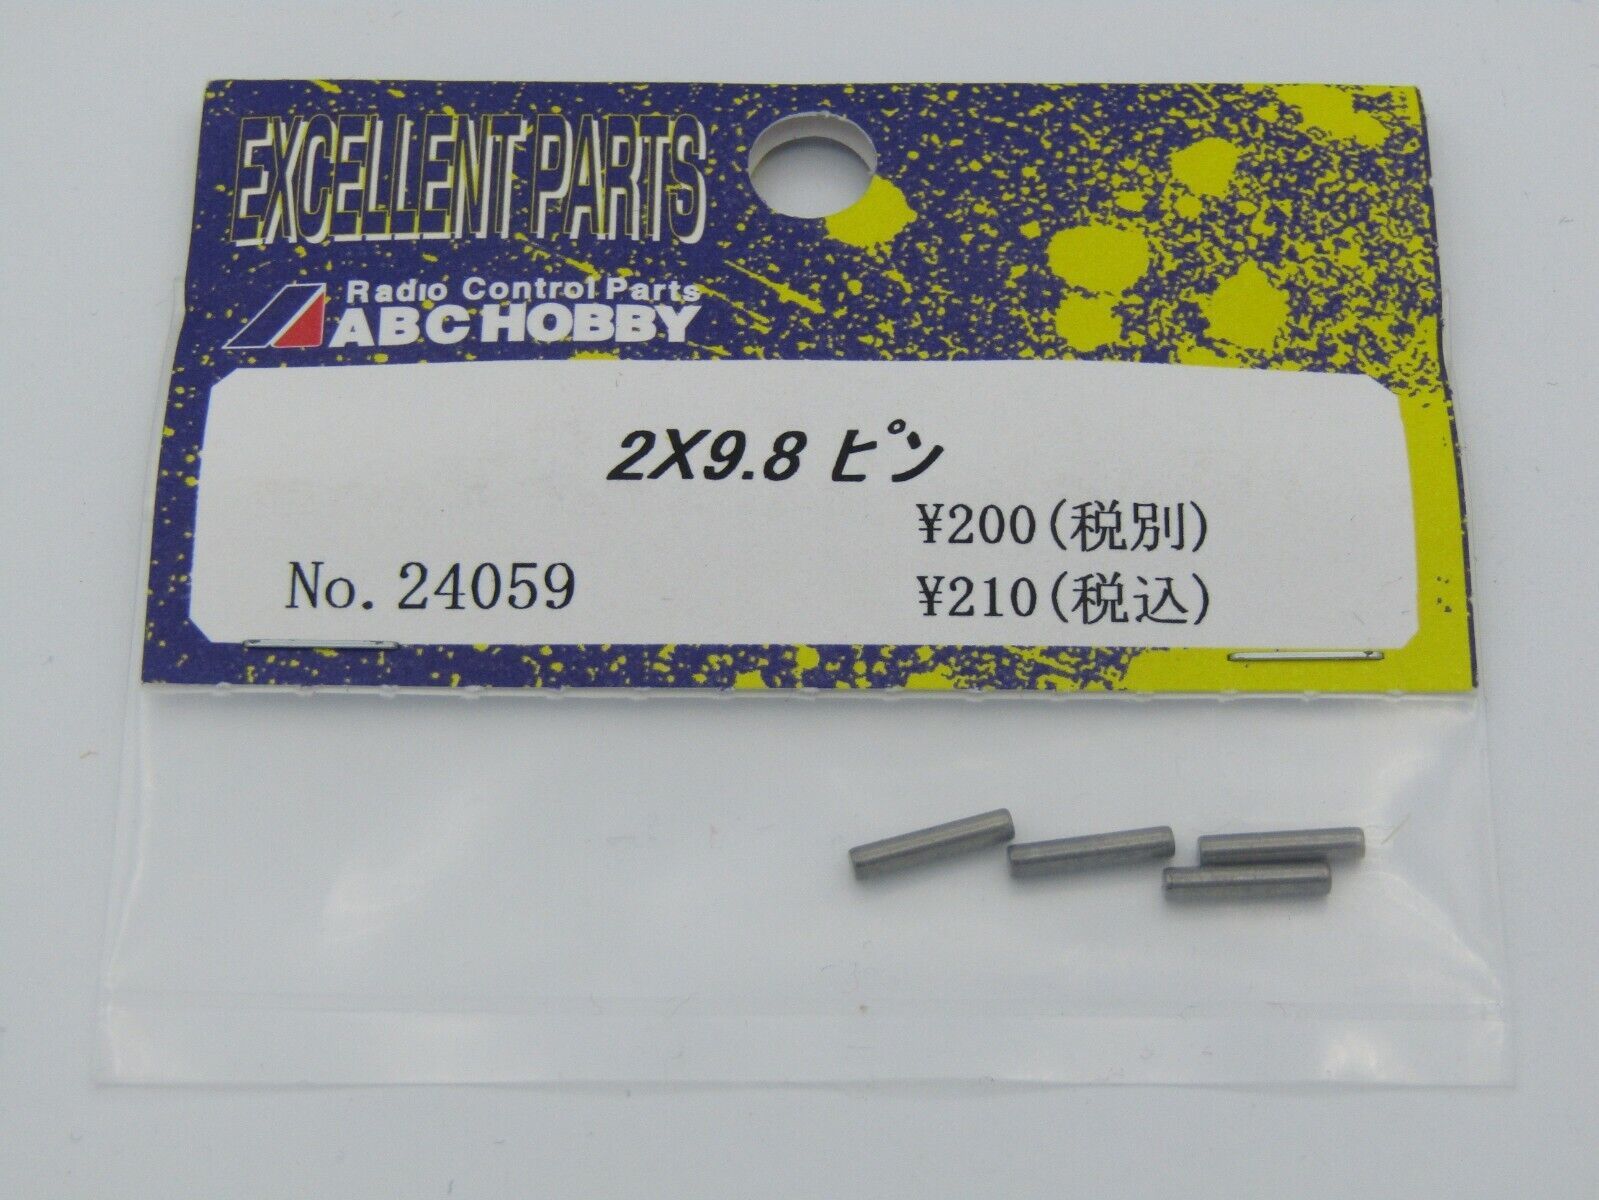 EXCELLENT PARTS
Radio Control Parts
ABC HOBBY
2X9.8 ピン
¥200(税別)
No. 24059
¥210(税込)